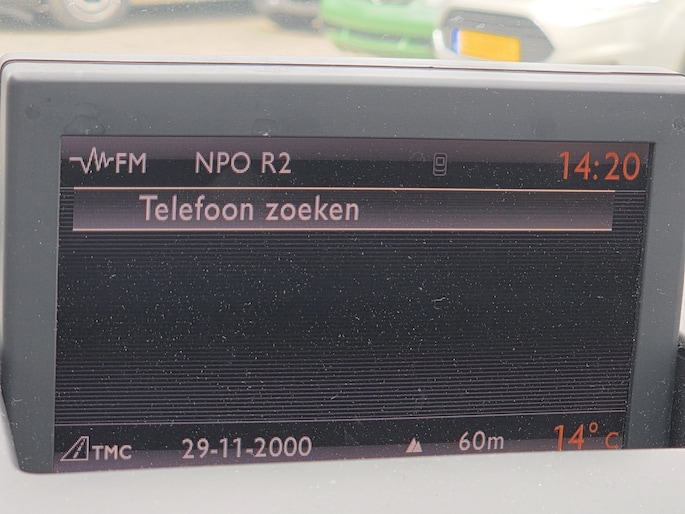 FM NPO R2 14:20
Telefoon zoeken
TMC 29-11-2000 60m 14° C